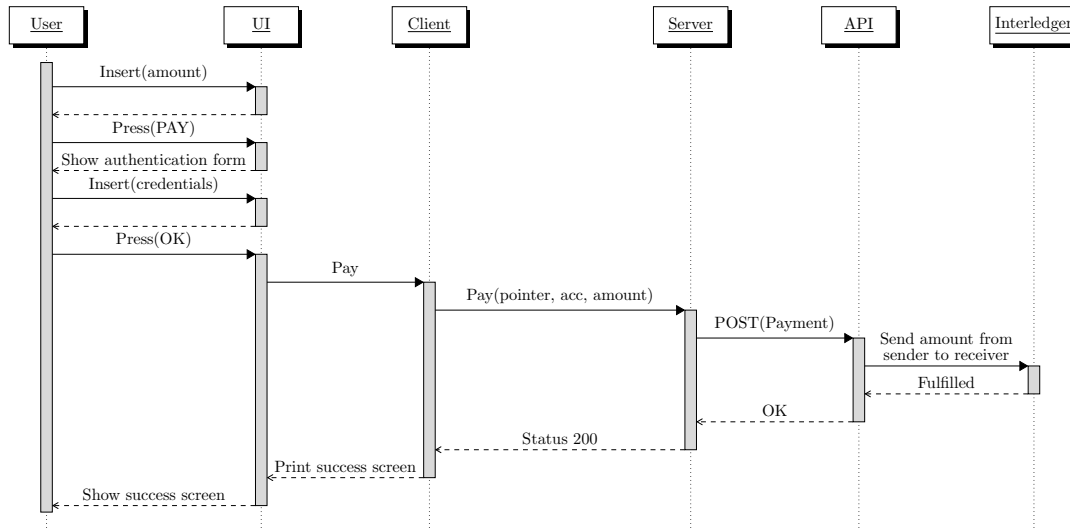 User
UI
Client
Server
API
Interledger
Insert(amount)
Press(PAY)
Show authentication form
Insert(credentials)
Press(OK)
Pay
Pay(pointer, acc, amount)
POST(Payment)
Send amount from
sender to receiver
Fulfilled
OK
Status 200
Print success screen
Show success screen